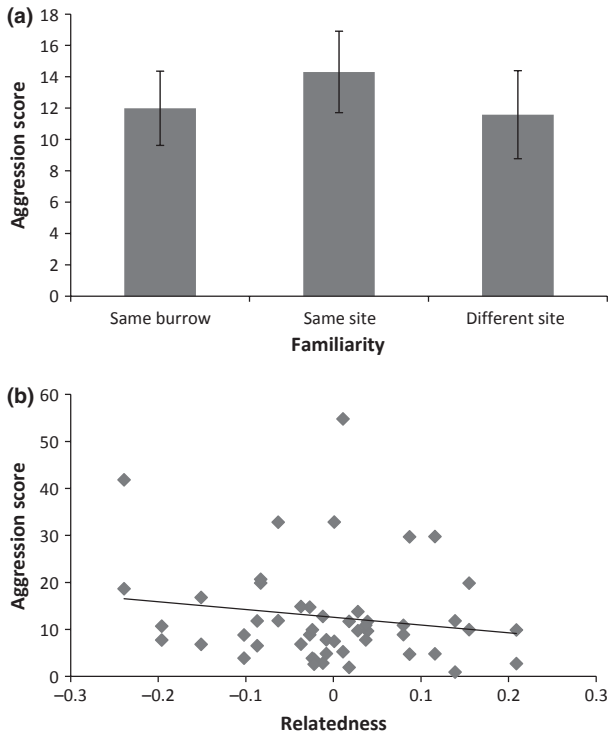 (a)
18
16
14
12
10
8
6
4
2
0
Aggression score
Same burrow Same site Different site
Familiarity
(b)
60
50
40
30
20
10
0
Aggression score
–0.3 –0.2 –0.1 0 0.1 0.2 0.3
Relatedness